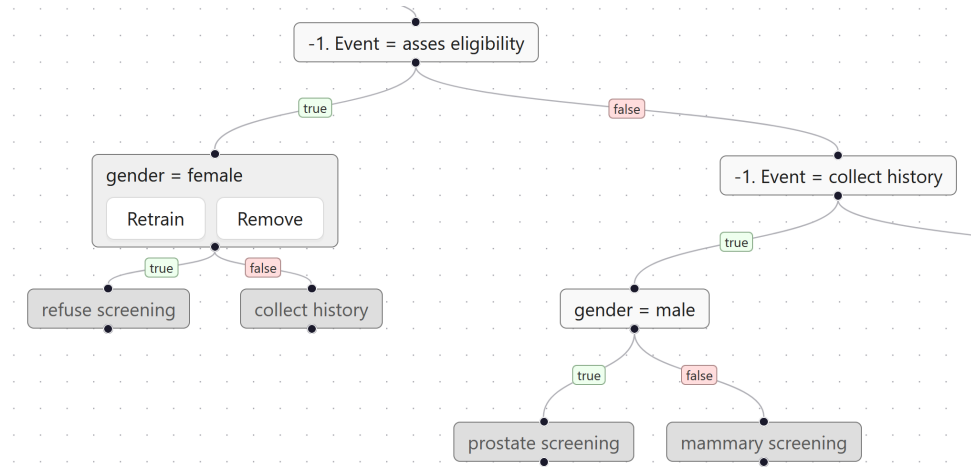 -1. Event = asses eligibility
true
false
gender = female
Retrain
Remove
-1. Event = collect history
true
false
true
refuse screening
collect history
gender = male
true
false
prostate screening
mammary screening